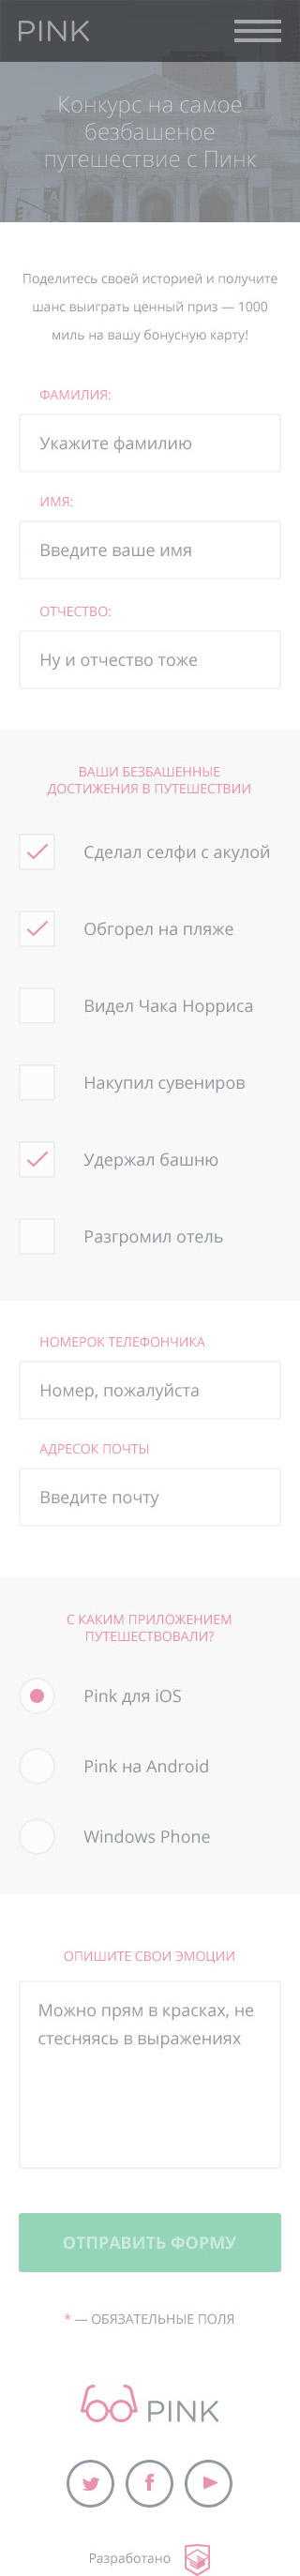 PINK
Конкурс на самое
безбашеное
путешествие с Пинк
Поделитесь своей историей и получите
шанс выиграть ценный приз — 1000
миль на вашу бонусную карту!
ФАМИЛИЯ:
Укажите фамилию
ИМЯ:
Введите ваше имя
ОТЧЕСТВО:
Ну и отчество тоже
ВАШИ БЕЗБАШЕННЫЕ
ДОСТИЖЕНИЯ В ПУТЕШЕСТВИИ
Сделал селфи с акулой
Обгорел на пляже
Видел Чака Норриса
Накупил сувениров
Удержал башню
Разгромил отель
НОМЕРОК ТЕЛЕФОНЧИКА
Номер, пожалуйста
АДРЕСОК ПОЧТЫ
Введите почту
С КАКИМ ПРИЛОЖЕНИЕМ
ПУТЕШЕСТВОВАЛИ?
Pink для iOS
Pink на Android
Windows Phone
ОПИШИТЕ СВОИ ЭМОЦИИ
Можно прям в красках, не
стесняясь в выражениях
ОТПРАВИТЬ ФОРМУ
* — ОБЯЗАТЕЛЬНЫЕ ПОЛЯ
PINK
Разработано